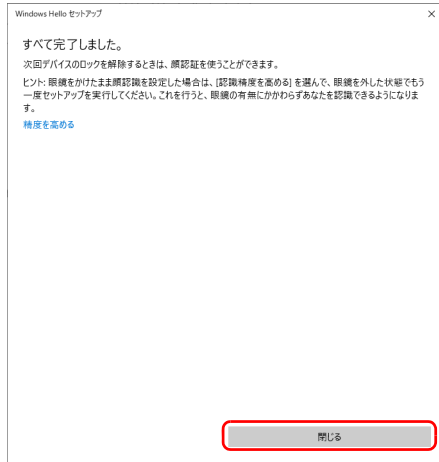 Windows Hello セットアップ
すべて完了しました。
次回デバイスのロックを解除するときは、顔認証を使うことができます。
ヒント: 眼鏡をかけたまま顔認識を設定した場合は、[認識精度を高める] を選んで、眼鏡を外した状態でもう
一度セットアップを実行してください。これを行うと、眼鏡の有無にかかわらずあなたを認識できるようになりま
す。
精度を高める
閉じる